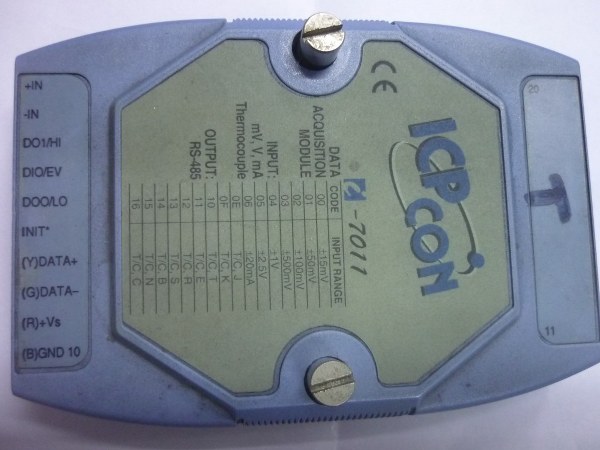 ICP
CON
CE
I-7011
DATA
ACQUISITION
MODULE
INPUT:
mV, V, mA
Thermocouple
OUTPUT:
RS-485
CODE INPUT RANGE
00 ±15mV
01 ±50mV
02 ±100mV
03 ±500mV
04 ±1V
05 ±2.5V
06 ±20mA
0E T/C, J
0F T/C, K
10 T/C, T
11 T/C, E
12 T/C, R
13 T/C, S
14 T/C, B
15 T/C, N
16 T/C, C
+IN
-IN
DO1/HI
DIO/EV
DOO/LO
INIT*
(Y)DATA+
(G)DATA-
(R)+Vs
(B)GND 10
20
T
11